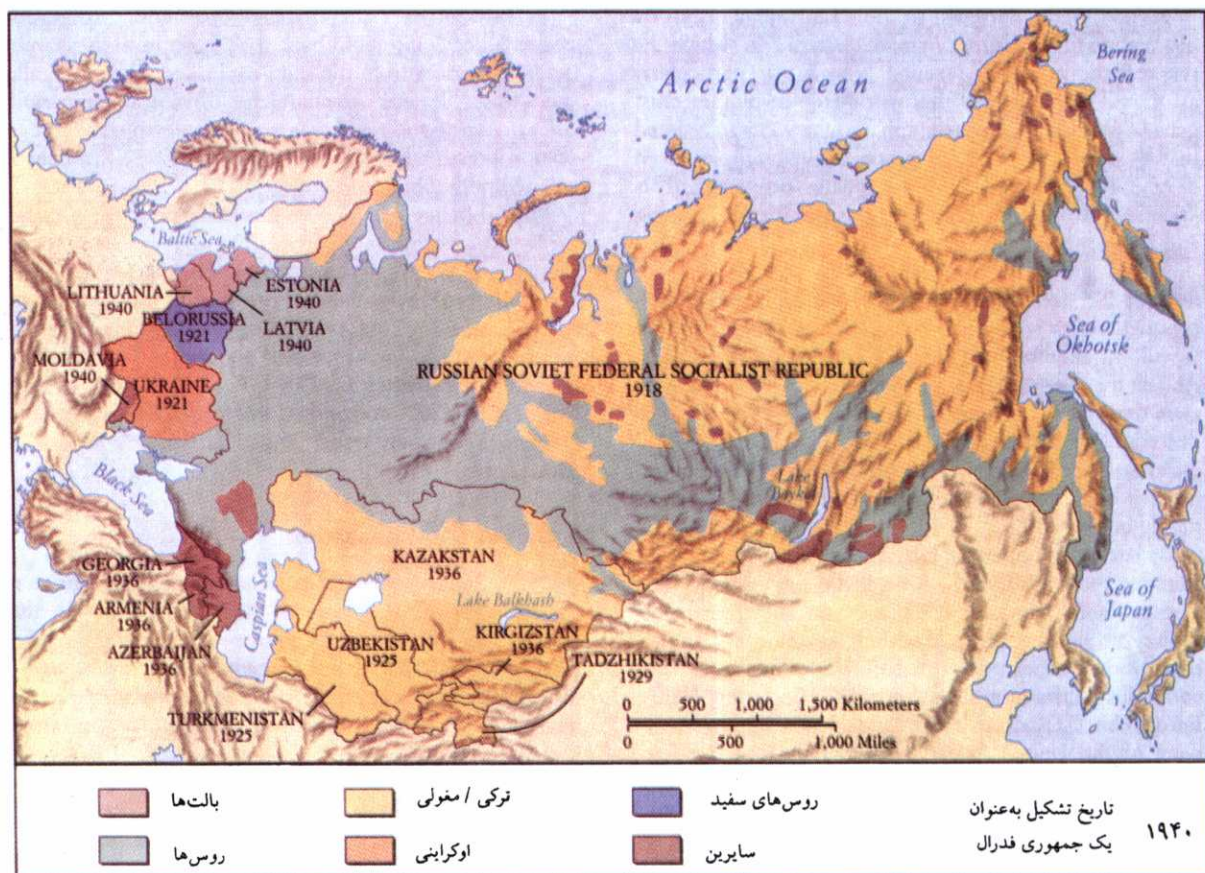 Arctic Ocean
Bering
Sea
Baltic Sea
ESTONIA
1940
LITHUANIA
1940
BELORUSSIA
1921
LATVIA
1940
MOLDAVIA
1940
UKRAINE
1921
RUSSIAN SOVIET FEDERAL SOCIALIST REPUBLIC
1918
Sea of
Okhotsk
Black Sea
Lake
GEORGIA
1936
ARMENIA
1936
AZERBAIJAN
1936
Caspian Sea
KAZAKSTAN
1936
Lake Balkhash
UZBEKISTAN
1925
KIRGIZSTAN
1936
TADZHIKISTAN
1929
TURKMENISTAN
1925
Sea of
Japan
0 500 1,000 1,500 Kilometers
0 500 1,000 Miles
۱۹۴۰
تاریخ تشکیل به‌عنوان
یک جمهوری فدرال
روس‌های سفید
ترکی / مغولی
بالت‌ها
سایرین
اوکراینی
روس‌ها